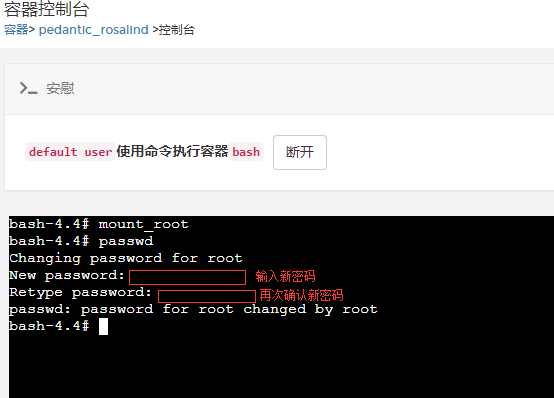 容器控制台
容器> pedantic_rosalind >控制台
>_ 安慰
default user 使用命令执行容器 bash 断开
bash-4.4# mount_root
bash-4.4# passwd
Changing password for root
New password: 输入新密码
Retype password: 再次确认新密码
passwd: password for root changed by root
bash-4.4#